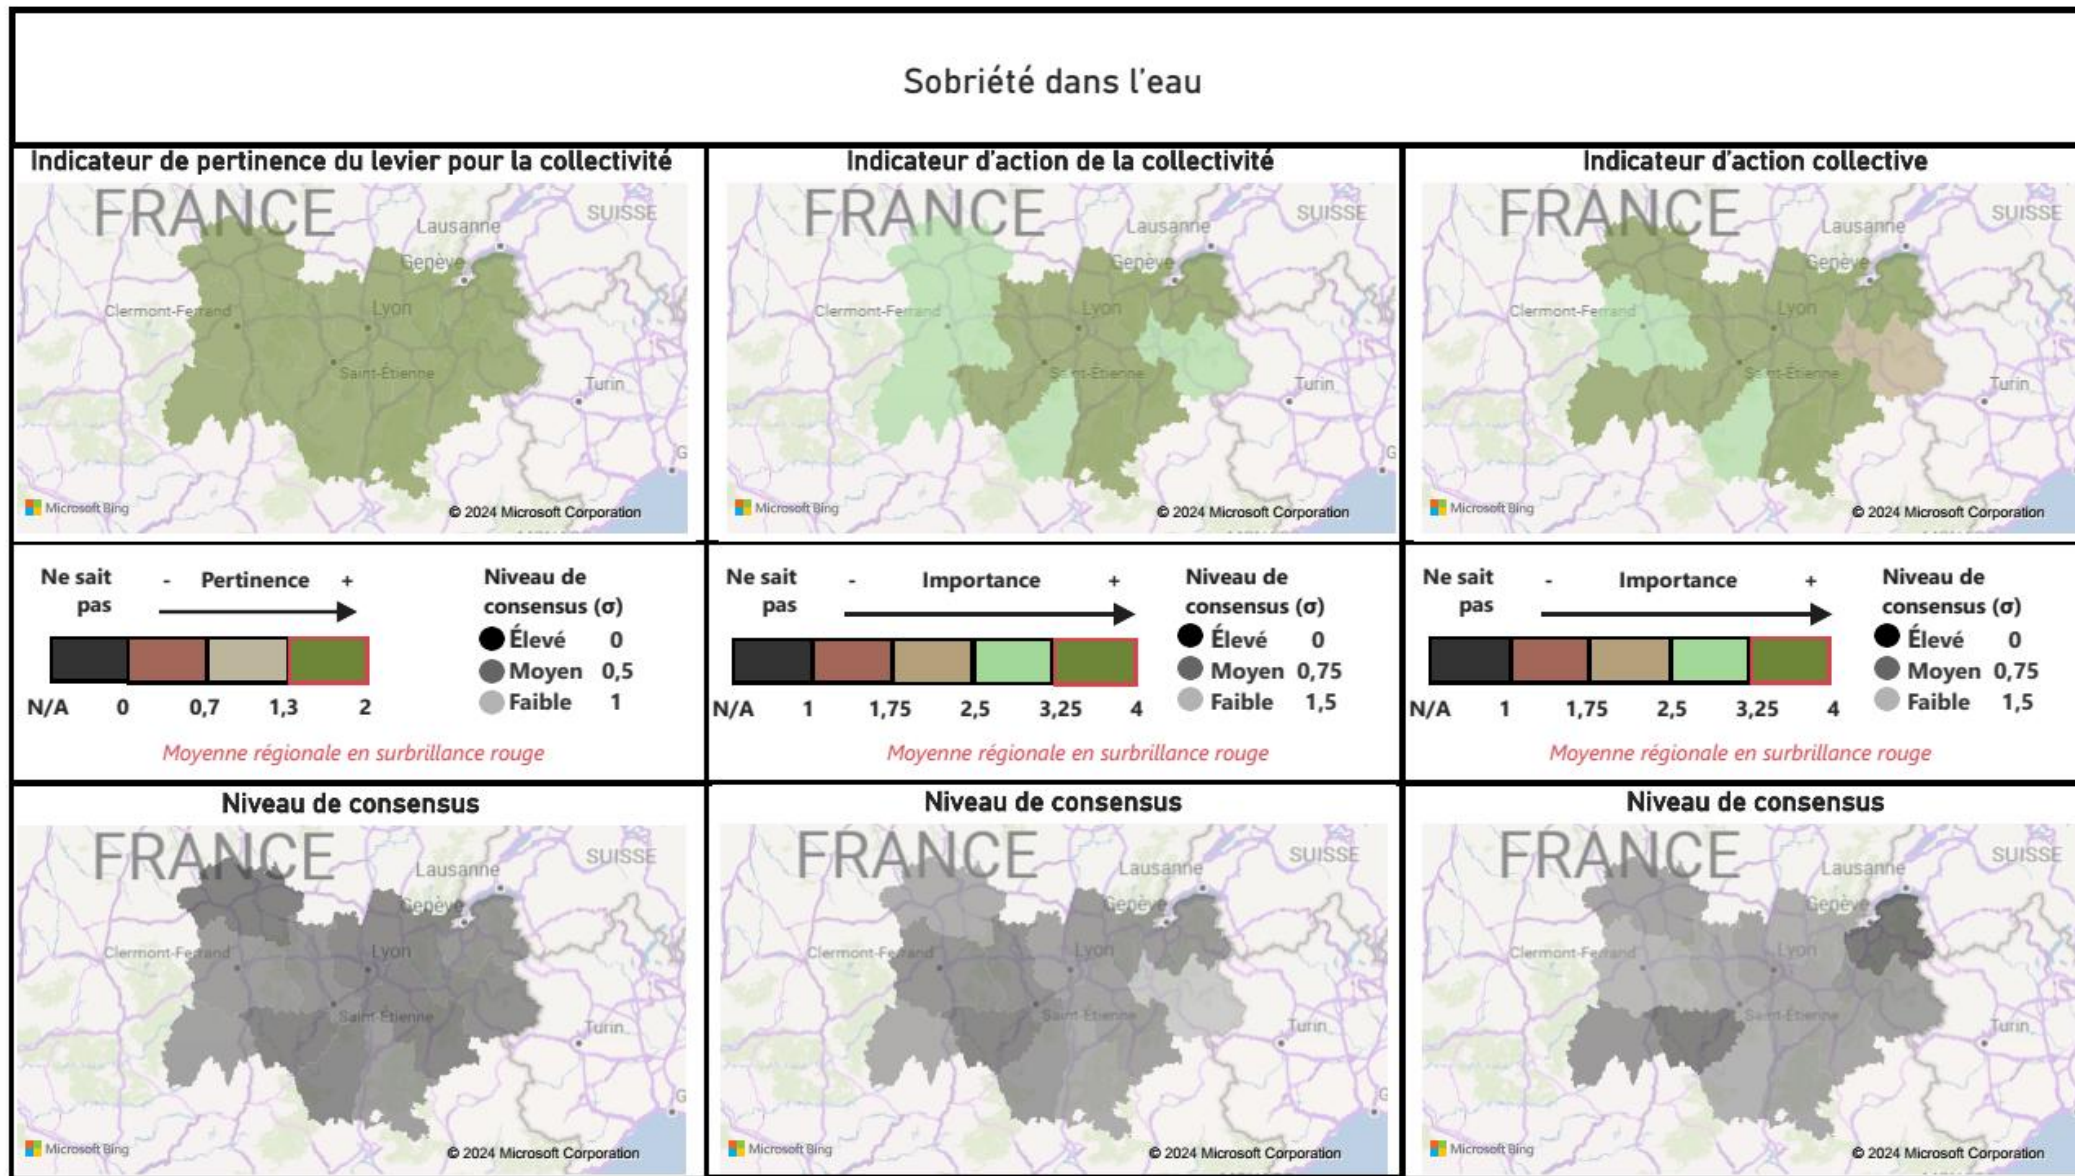 Sobriété dans l'eau
Indicateur de pertinence du levier pour la collectivité
FRANCE
Lausanne
SUISSE
Genève
Clermont-Ferrand
Lyon
Saint-Étienne
Turin
Microsoft Bing
© 2024 Microsoft Corporation
Indicateur d'action de la collectivité
FRANCE
Lausanne
SUISSE
Genève
Clermont-Ferrand
Lyon
Saint-Étienne
Turin
G
Microsoft Bing
© 2024 Microsoft Corporation
Indicateur d'action collective
FRANCE
Lausanne
SUISSE
Genève
Clermont-Ferrand
Lyon
Saint-Étienne
Turin
Microsoft Bing
© 2024 Microsoft Corporation
Ne sait pas - Pertinence +
Niveau de consensus (σ)
Élevé 0
Moyen 0,5
Faible 1
N/A 0 0,7 1,3 2
Moyenne régionale en surbrillance rouge
Ne sait pas - Importance +
Niveau de consensus (σ)
Élevé 0
Moyen 0,75
Faible 1,5
N/A 1 1,75 2,5 3,25 4
Moyenne régionale en surbrillance rouge
Ne sait pas - Importance +
Niveau de consensus (σ)
Élevé 0
Moyen 0,75
Faible 1,5
N/A 1 1,75 2,5 3,25 4
Moyenne régionale en surbrillance rouge
Niveau de consensus
FRANCE
Lausanne
SUISSE
Genève
Clermont-Ferrand
Lyon
Saint-Étienne
Turin
G
Microsoft Bing
© 2024 Microsoft Corporation
Niveau de consensus
FRANCE
Lausanne
SUISSE
Genève
Clermont-Ferrand
Lyon
Saint-Étienne
Turin
G
Microsoft Bing
© 2024 Microsoft Corporation
Niveau de consensus
FRANCE
Lausanne
SUISSE
Genève
Clermont-Ferrand
Lyon
Saint-Étienne
Turin
Microsoft Bing
© 2024 Microsoft Corporation